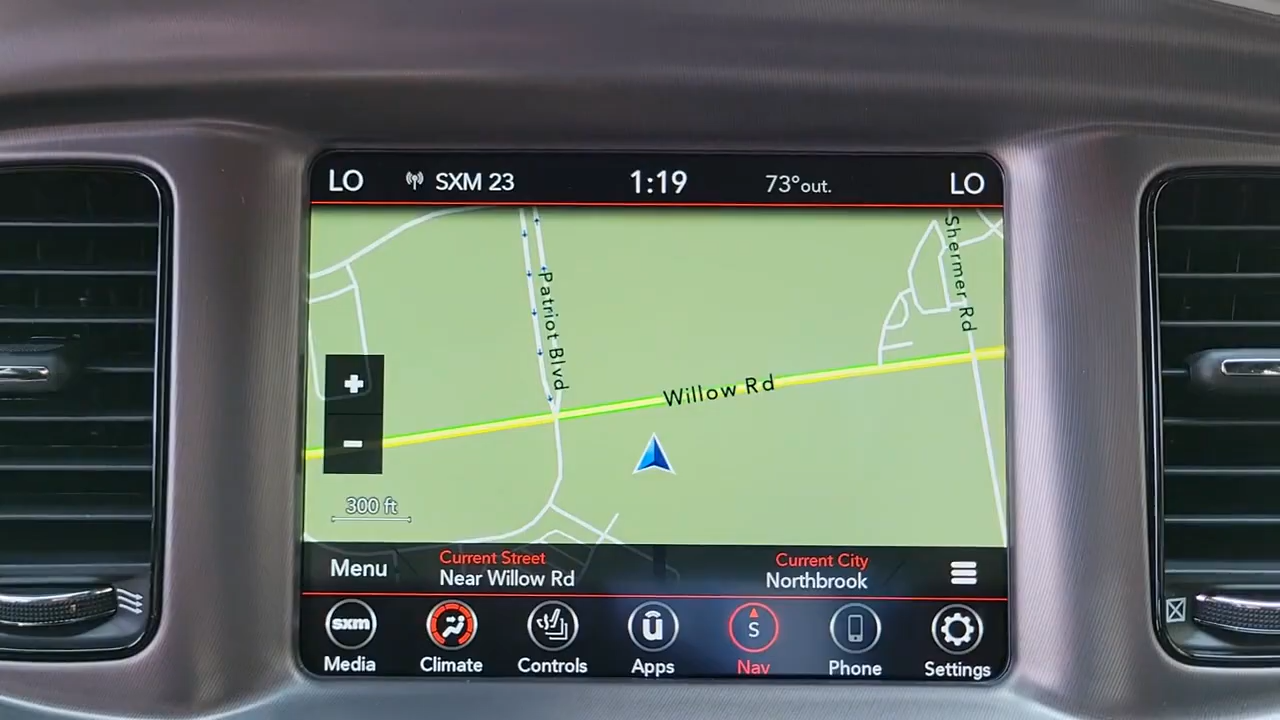 LO SXM 23 1:19 73°out. LO
Patriot Blvd
Shermer Rd
Willow Rd
+
-
300 ft
Menu
Current Street
Near Willow Rd
Current City
Northbrook
sxm
Media
Climate
Controls
ū
Apps
S
Nav
Phone
Settings